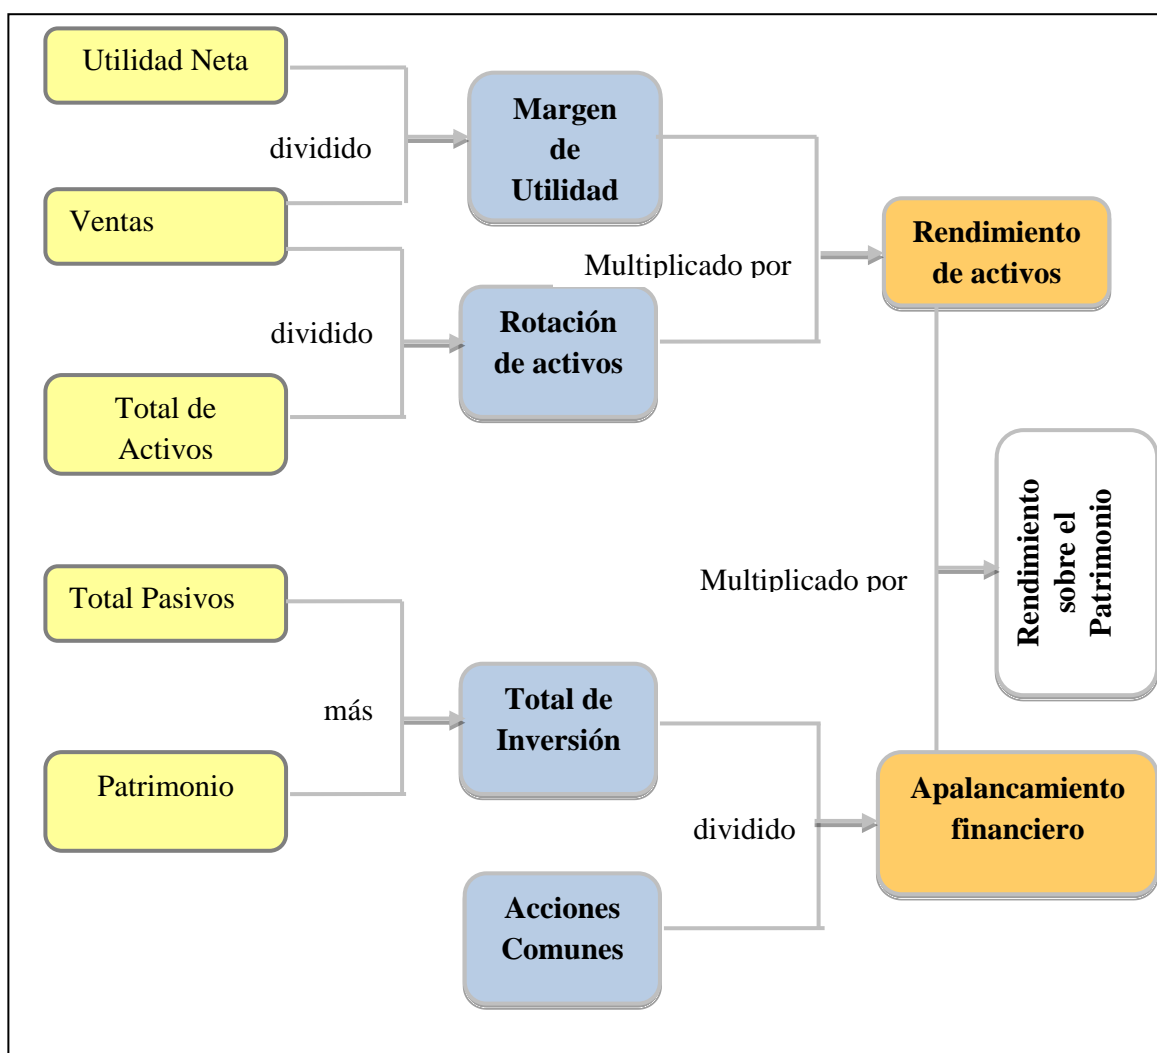 Utilidad Neta
dividido
Ventas
dividido
Total de
Activos
Margen
de
Utilidad
Multiplicado por
Rotación
de activos
Rendimiento
de activos
Total Pasivos
más
Patrimonio
Total de
Inversión
dividido
Acciones
Comunes
Apalancamiento
financiero
Multiplicado por
Rendimiento
sobre el
Patrimonio